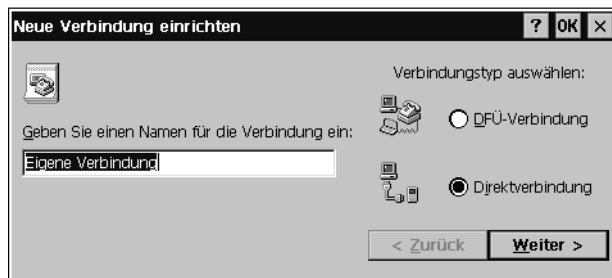 Neue Verbindung einrichten ? OK ×
Verbindungstyp auswählen:
Geben Sie einen Namen für die Verbindung ein:
Eigene Verbindung
DFÜ-Verbindung
Direktverbindung
< Zurück Weiter >